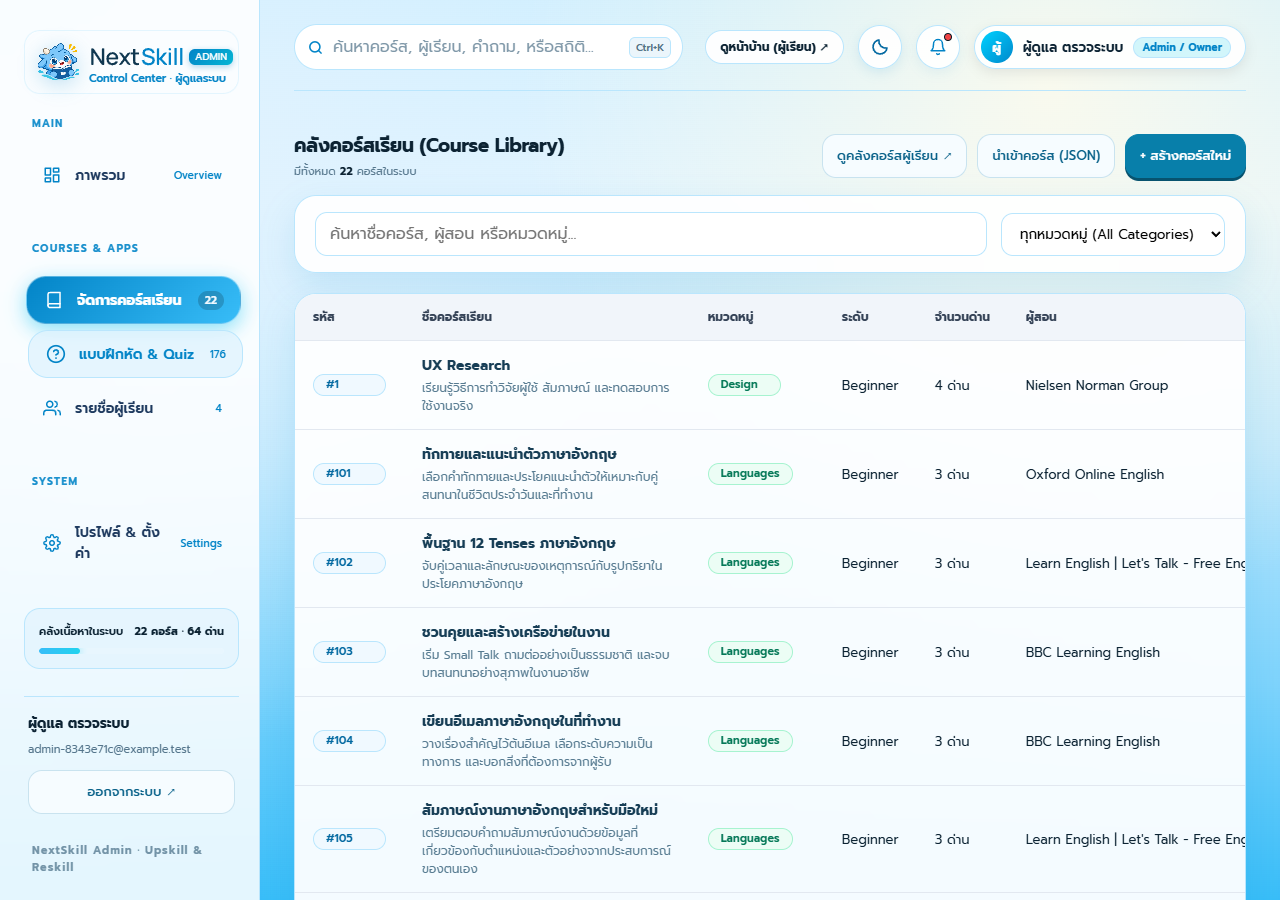 NextSkill ADMIN
Control Center · ผู้ดูแลระบบ
MAIN
ภาพรวม Overview
COURSES & APPS
จัดการคอร์สเรียน 22
แบบฝึกหัด & Quiz 176
รายชื่อผู้เรียน 4
SYSTEM
โปรไฟล์ & ตั้ง
ค่า
Settings
คลังเนื้อหาในระบบ 22 คอร์ส · 64 ด่าน
ผู้ดูแล ตรวจระบบ
admin-8343e71c@example.test
ออกจากระบบ ↗
NextSkill Admin · Upskill &
Reskill
ค้นหาคอร์ส, ผู้เรียน, คำถาม, หรือสถิติ... Ctrl+K
ดูหน้าบ้าน (ผู้เรียน) ↗
ผู้ ผู้ดูแล ตรวจระบบ Admin / Owner
คลังคอร์สเรียน (Course Library)
มีทั้งหมด 22 คอร์สในระบบ
ดูคลังคอร์สผู้เรียน ↗
นำเข้าคอร์ส (JSON)
+ สร้างคอร์สใหม่
ค้นหาชื่อคอร์ส, ผู้สอน หรือหมวดหมู่...
ทุกหมวดหมู่ (All Categories)
รหัส ชื่อคอร์สเรียน หมวดหมู่ ระดับ จำนวนด่าน ผู้สอน
#1 UX Research Design Beginner 4 ด่าน Nielsen Norman Group
เรียนรู้วิธีการทำวิจัยผู้ใช้ สัมภาษณ์ และทดสอบการ
ใช้งานจริง
#101 ทักทายและแนะนำตัวภาษาอังกฤษ Languages Beginner 3 ด่าน Oxford Online English
เลือกคำทักทายและประโยคแนะนำตัวให้เหมาะกับคู่
สนทนาในชีวิตประจำวันและที่ทำงาน
#102 พื้นฐาน 12 Tenses ภาษาอังกฤษ Languages Beginner 3 ด่าน Learn English | Let's Talk - Free Eng
จับคู่เวลาและลักษณะของเหตุการณ์กับรูปกริยาใน
ประโยคภาษาอังกฤษ
#103 ชวนคุยและสร้างเครือข่ายในงาน Languages Beginner 3 ด่าน BBC Learning English
เริ่ม Small Talk ถามต่ออย่างเป็นธรรมชาติ และจบ
บทสนทนาอย่างสุภาพในงานอาชีพ
#104 เขียนอีเมลภาษาอังกฤษในที่ทำงาน Languages Beginner 3 ด่าน BBC Learning English
วางเรื่องสำคัญไว้ต้นอีเมล เลือกระดับความเป็น
ทางการ และบอกสิ่งที่ต้องการจากผู้รับ
#105 สัมภาษณ์งานภาษาอังกฤษสำหรับมือใหม่ Languages Beginner 3 ด่าน Learn English | Let's Talk - Free Eng
เตรียมตอบคำถามสัมภาษณ์งานด้วยข้อมูลที่
เกี่ยวข้องกับตำแหน่งและตัวอย่างจากประสบการณ์
ของตนเอง